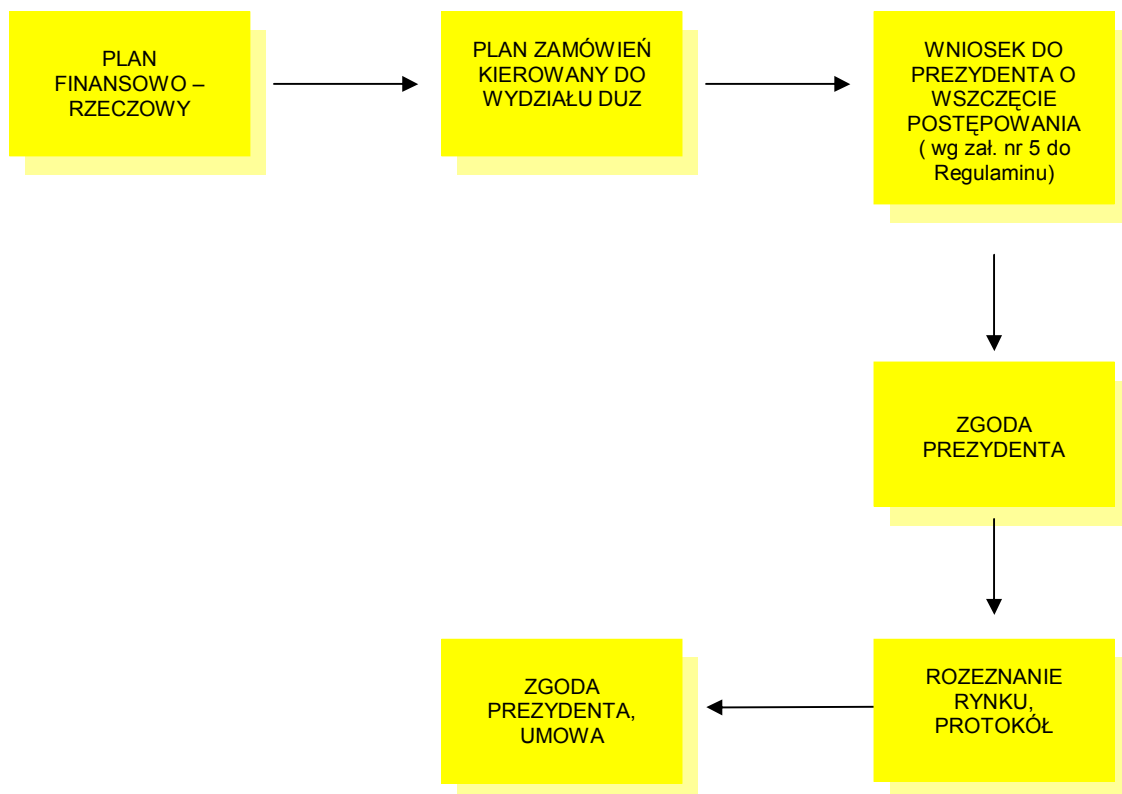 PLAN
FINANSOWO –
RZECZOWY
PLAN ZAMÓWIEŃ
KIEROWANY DO
WYDZIAŁU DUZ
WNIOSEK DO
PREZYDENTA O
WSZCZĘCIE
POSTĘPOWANIA
( wg zał. nr 5 do
Regulaminu)
ZGODA
PREZYDENTA
ROZEZNANIE
RYNKU,
PROTOKÓŁ
ZGODA
PREZYDENTA,
UMOWA